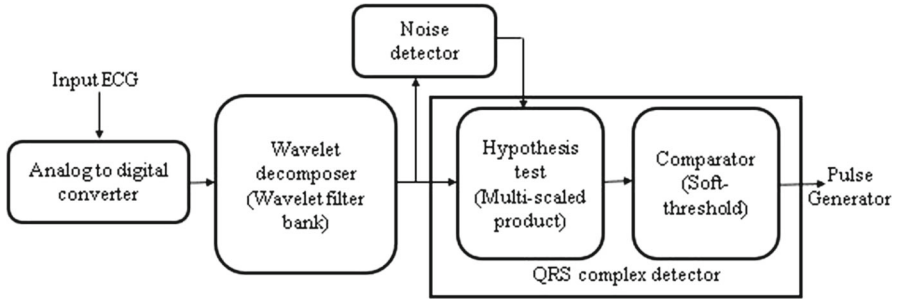 Noise
detector
Input ECG
Analog to digital
converter
Wavelet
decomposer
(Wavelet filter
bank)
Hypothesis
test
(Multi-scaled
product)
Comparator
(Soft-
threshold)
Pulse
Generator
QRS complex detector